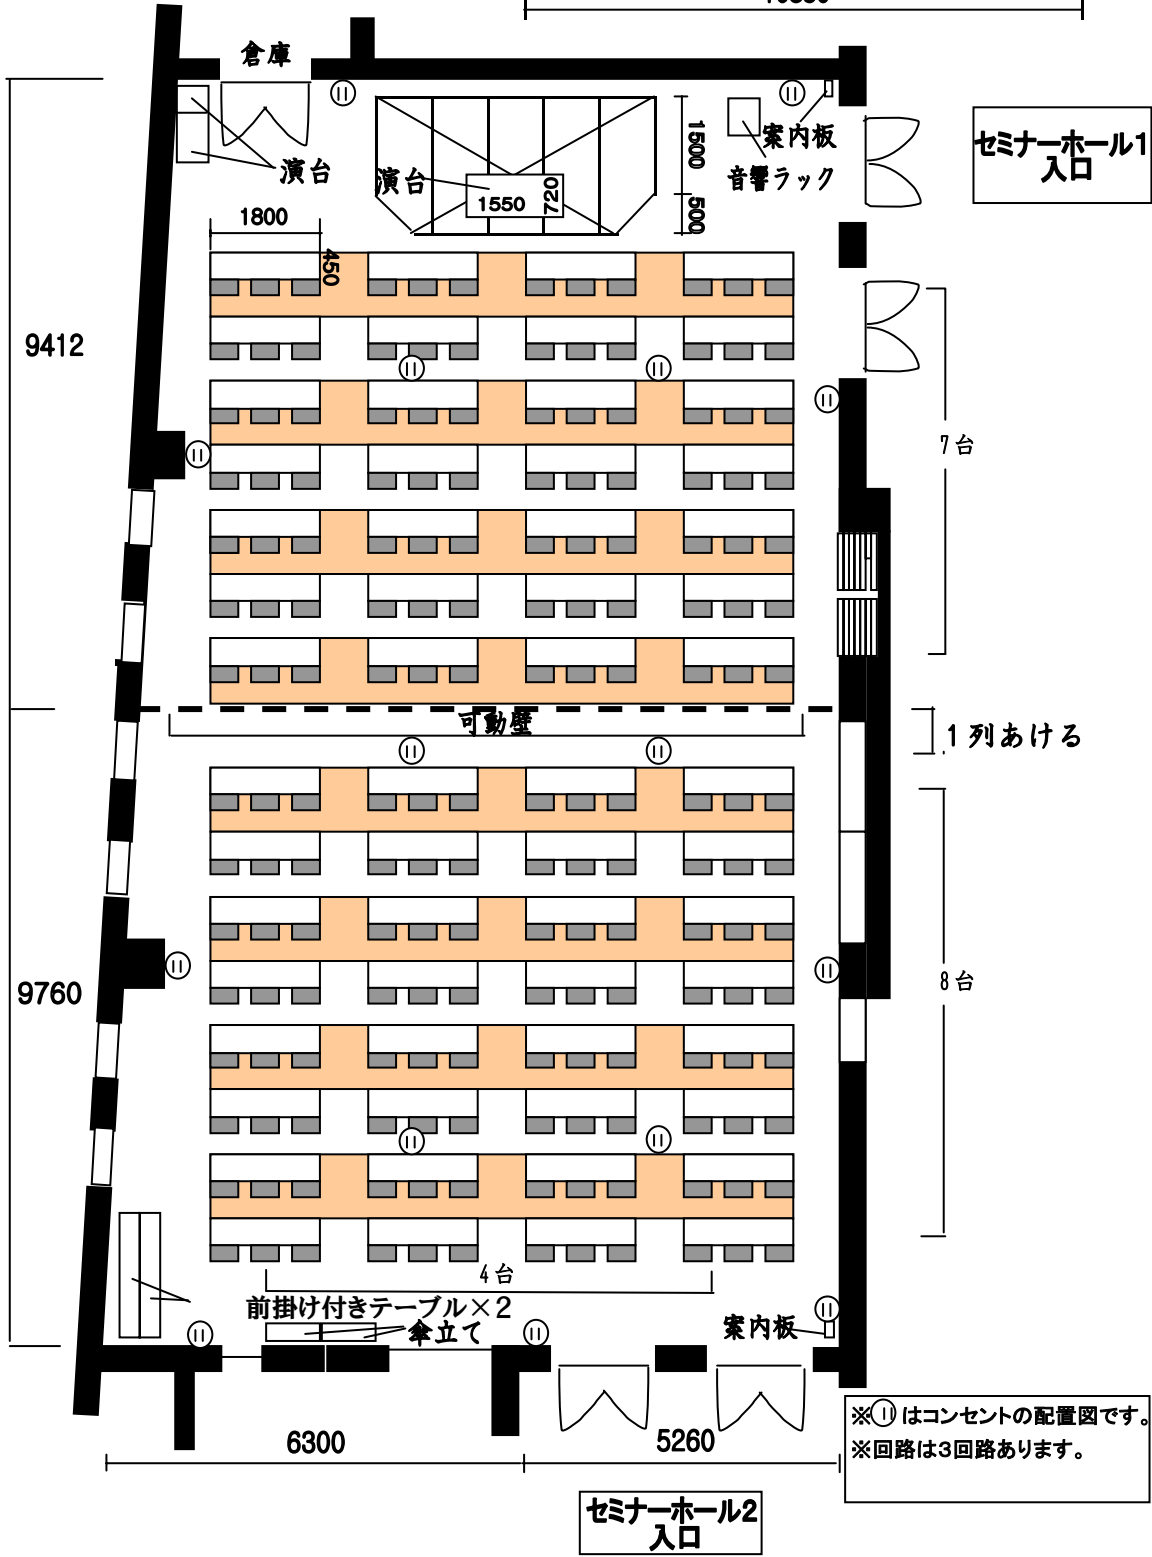 倉庫
セミナーホール1
入口
案内板
音響ラック
演台
演台
1500
500
1550
720
1800
450
9412
7台
可動壁
1列あける
9760
8台
4台
前掛け付きテーブル×2
傘立て
案内板
6300
5260
※はコンセントの配置図です。
※回路は3回路あります。
セミナーホール2
入口